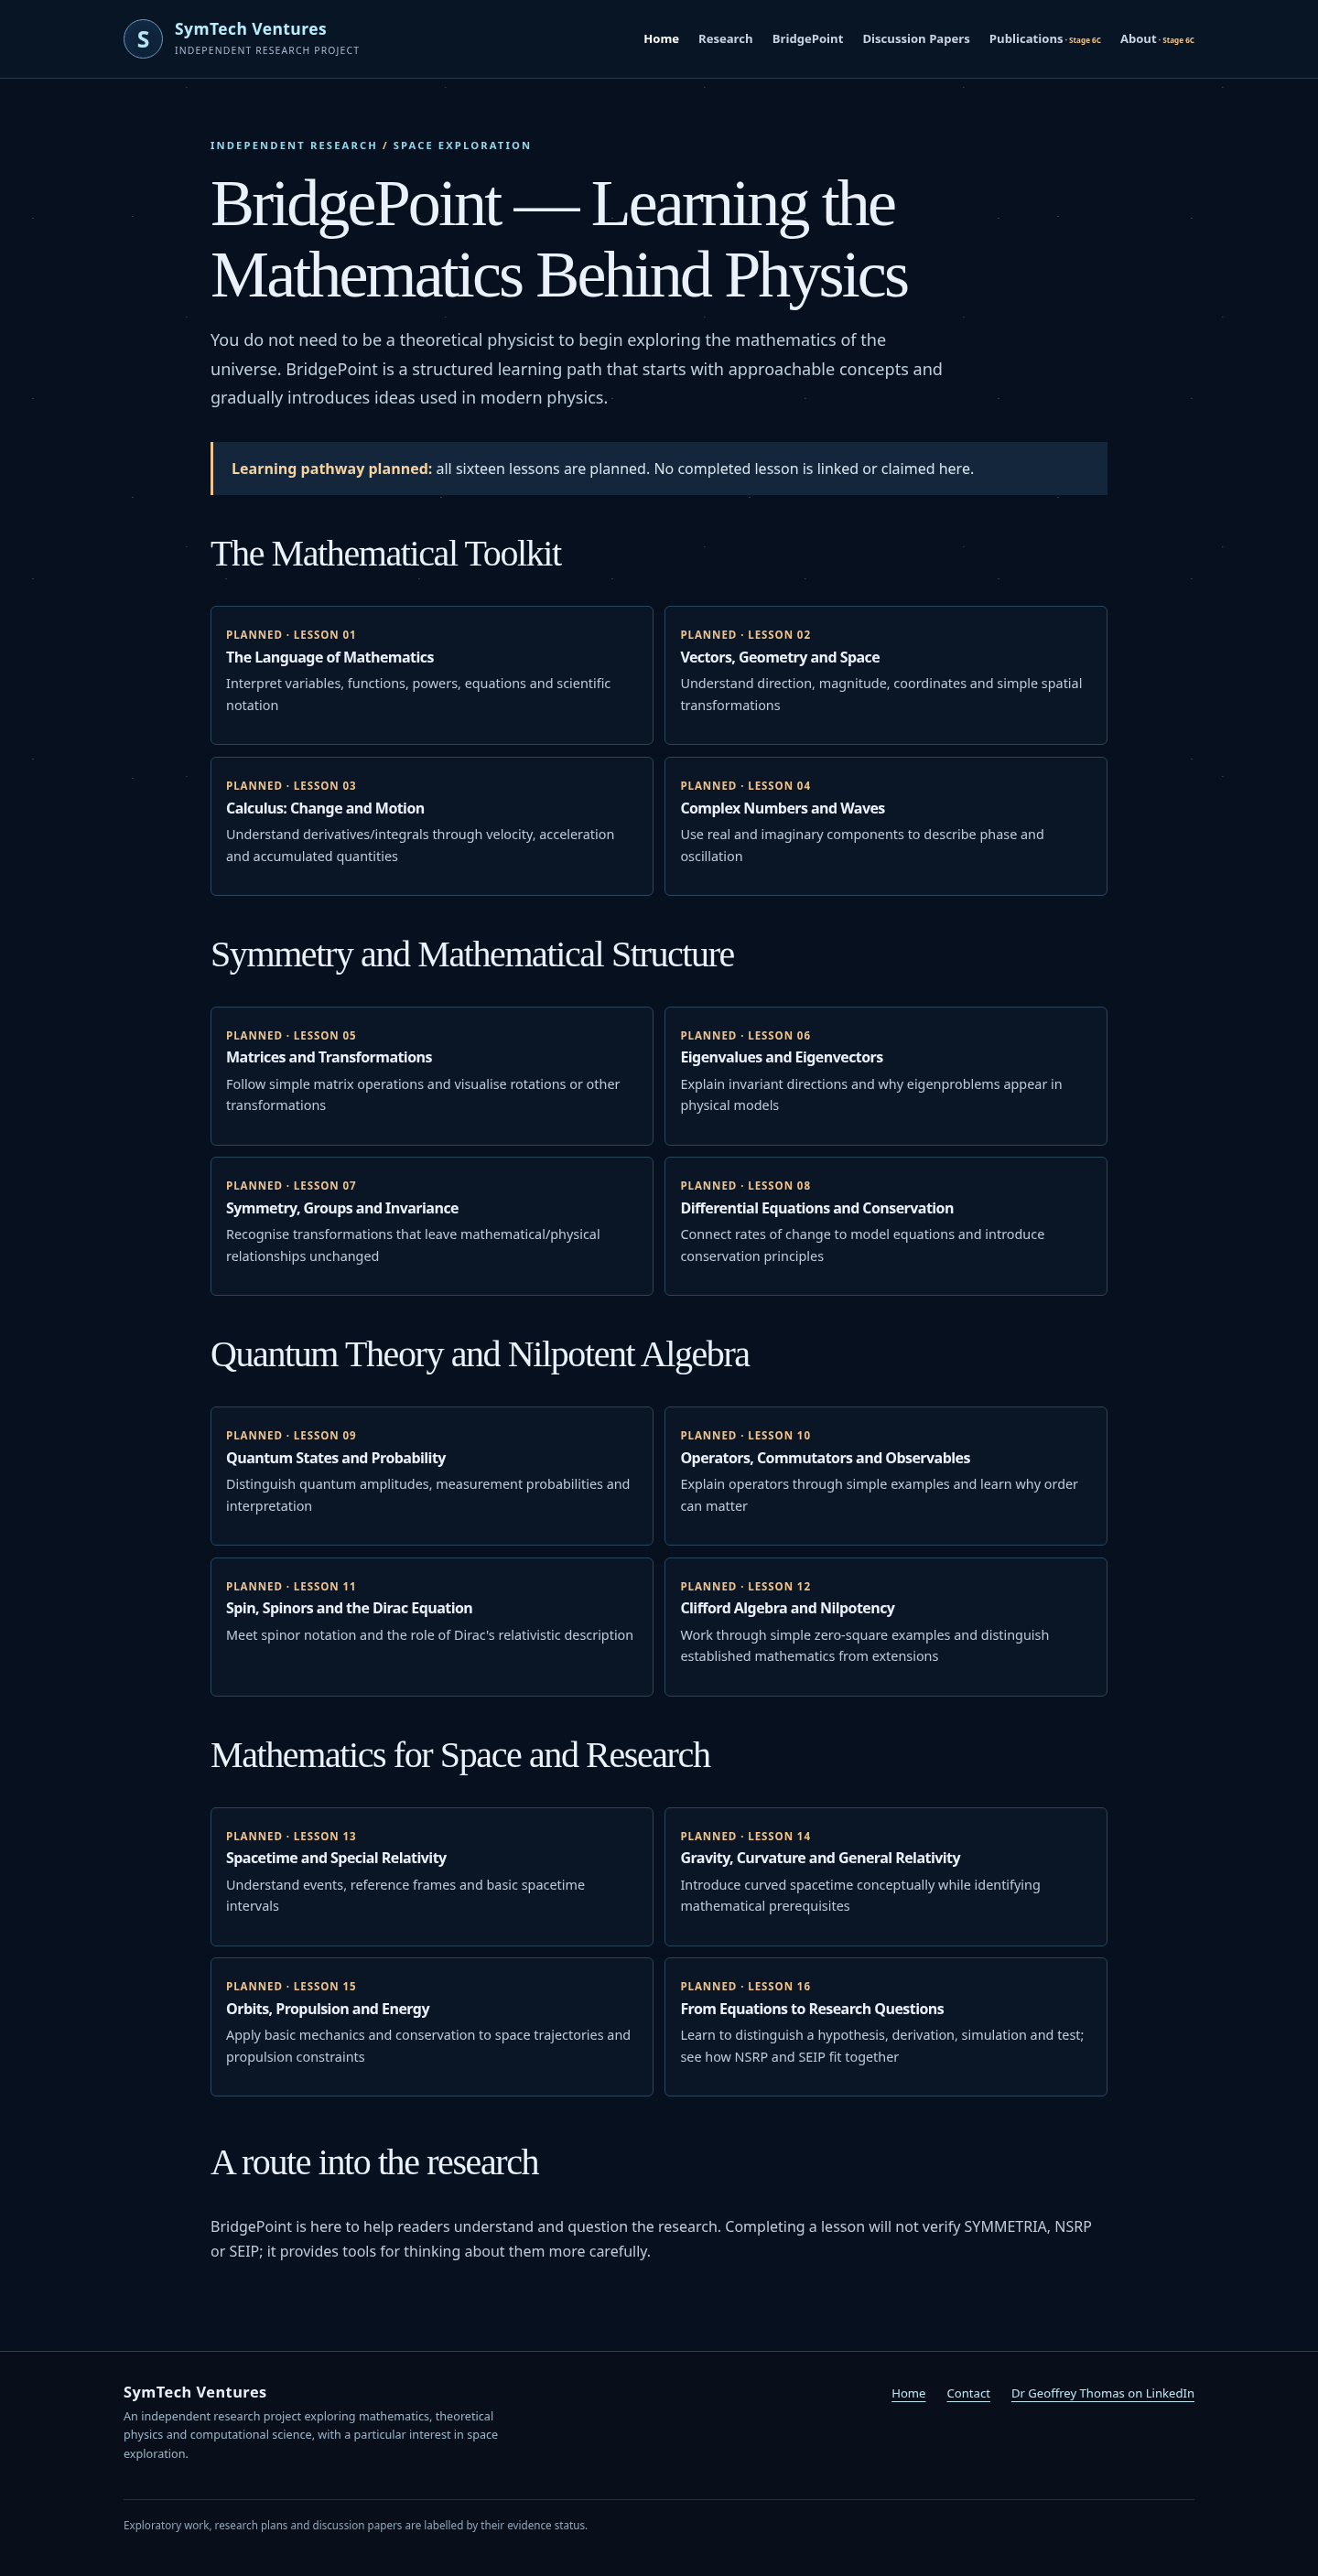 S
SymTech Ventures
INDEPENDENT RESEARCH PROJECT
Home Research BridgePoint Discussion Papers Publications · Stage 6C About · Stage 6C
INDEPENDENT RESEARCH / SPACE EXPLORATION
BridgePoint — Learning the
Mathematics Behind Physics
You do not need to be a theoretical physicist to begin exploring the mathematics of the
universe. BridgePoint is a structured learning path that starts with approachable concepts and
gradually introduces ideas used in modern physics.
Learning pathway planned: all sixteen lessons are planned. No completed lesson is linked or claimed here.
The Mathematical Toolkit
PLANNED · LESSON 01
The Language of Mathematics
Interpret variables, functions, powers, equations and scientific
notation
PLANNED · LESSON 02
Vectors, Geometry and Space
Understand direction, magnitude, coordinates and simple spatial
transformations
PLANNED · LESSON 03
Calculus: Change and Motion
Understand derivatives/integrals through velocity, acceleration
and accumulated quantities
PLANNED · LESSON 04
Complex Numbers and Waves
Use real and imaginary components to describe phase and
oscillation
Symmetry and Mathematical Structure
PLANNED · LESSON 05
Matrices and Transformations
Follow simple matrix operations and visualise rotations or other
transformations
PLANNED · LESSON 06
Eigenvalues and Eigenvectors
Explain invariant directions and why eigenproblems appear in
physical models
PLANNED · LESSON 07
Symmetry, Groups and Invariance
Recognise transformations that leave mathematical/physical
relationships unchanged
PLANNED · LESSON 08
Differential Equations and Conservation
Connect rates of change to model equations and introduce
conservation principles
Quantum Theory and Nilpotent Algebra
PLANNED · LESSON 09
Quantum States and Probability
Distinguish quantum amplitudes, measurement probabilities and
interpretation
PLANNED · LESSON 10
Operators, Commutators and Observables
Explain operators through simple examples and learn why order
can matter
PLANNED · LESSON 11
Spin, Spinors and the Dirac Equation
Meet spinor notation and the role of Dirac's relativistic description
PLANNED · LESSON 12
Clifford Algebra and Nilpotency
Work through simple zero-square examples and distinguish
established mathematics from extensions
Mathematics for Space and Research
PLANNED · LESSON 13
Spacetime and Special Relativity
Understand events, reference frames and basic spacetime
intervals
PLANNED · LESSON 14
Gravity, Curvature and General Relativity
Introduce curved spacetime conceptually while identifying
mathematical prerequisites
PLANNED · LESSON 15
Orbits, Propulsion and Energy
Apply basic mechanics and conservation to space trajectories and
propulsion constraints
PLANNED · LESSON 16
From Equations to Research Questions
Learn to distinguish a hypothesis, derivation, simulation and test;
see how NSRP and SEIP fit together
A route into the research
BridgePoint is here to help readers understand and question the research. Completing a lesson will not verify SYMMETRIA, NSRP
or SEIP; it provides tools for thinking about them more carefully.
SymTech Ventures
An independent research project exploring mathematics, theoretical
physics and computational science, with a particular interest in space
exploration.
Home Contact Dr Geoffrey Thomas on LinkedIn
Exploratory work, research plans and discussion papers are labelled by their evidence status.